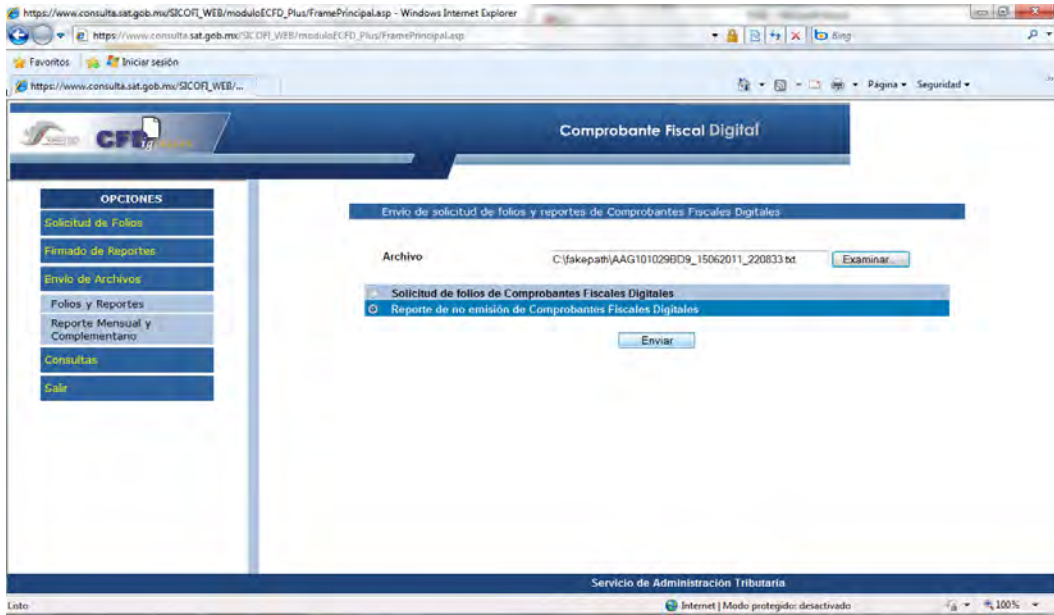 https://www.consulta.sat.gob.mx/SICOFI_WEB/moduloECFD_Plus/FramePrincipal.asp - Windows Internet Explorer
https://www.consulta.sat.gob.mx/SICOFI_WEB/moduloECFD_Plus/FramePrincipal.asp
Bing
Favoritos
Iniciar sesión
https://www.consulta.sat.gob.mx/SICOFI_WEB/...
Página
Seguridad
CFD
Comprobante Fiscal Digital
OPCIONES
Solicitud de Folios
Firmado de Reportes
Envío de Archivos
Folios y Reportes
Reporte Mensual y
Complementario
Consultas
Salir
Envío de solicitud de folios y reportes de Comprobantes Fiscales Digitales
Archivo
C:\fakepath\AAG101029BD9_15062011_220833.txt
Examinar...
Solicitud de folios de Comprobantes Fiscales Digitales
Reporte de no emisión de Comprobantes Fiscales Digitales
Enviar
Servicio de Administración Tributaria
Listo
Internet | Modo protegido: desactivado
100%